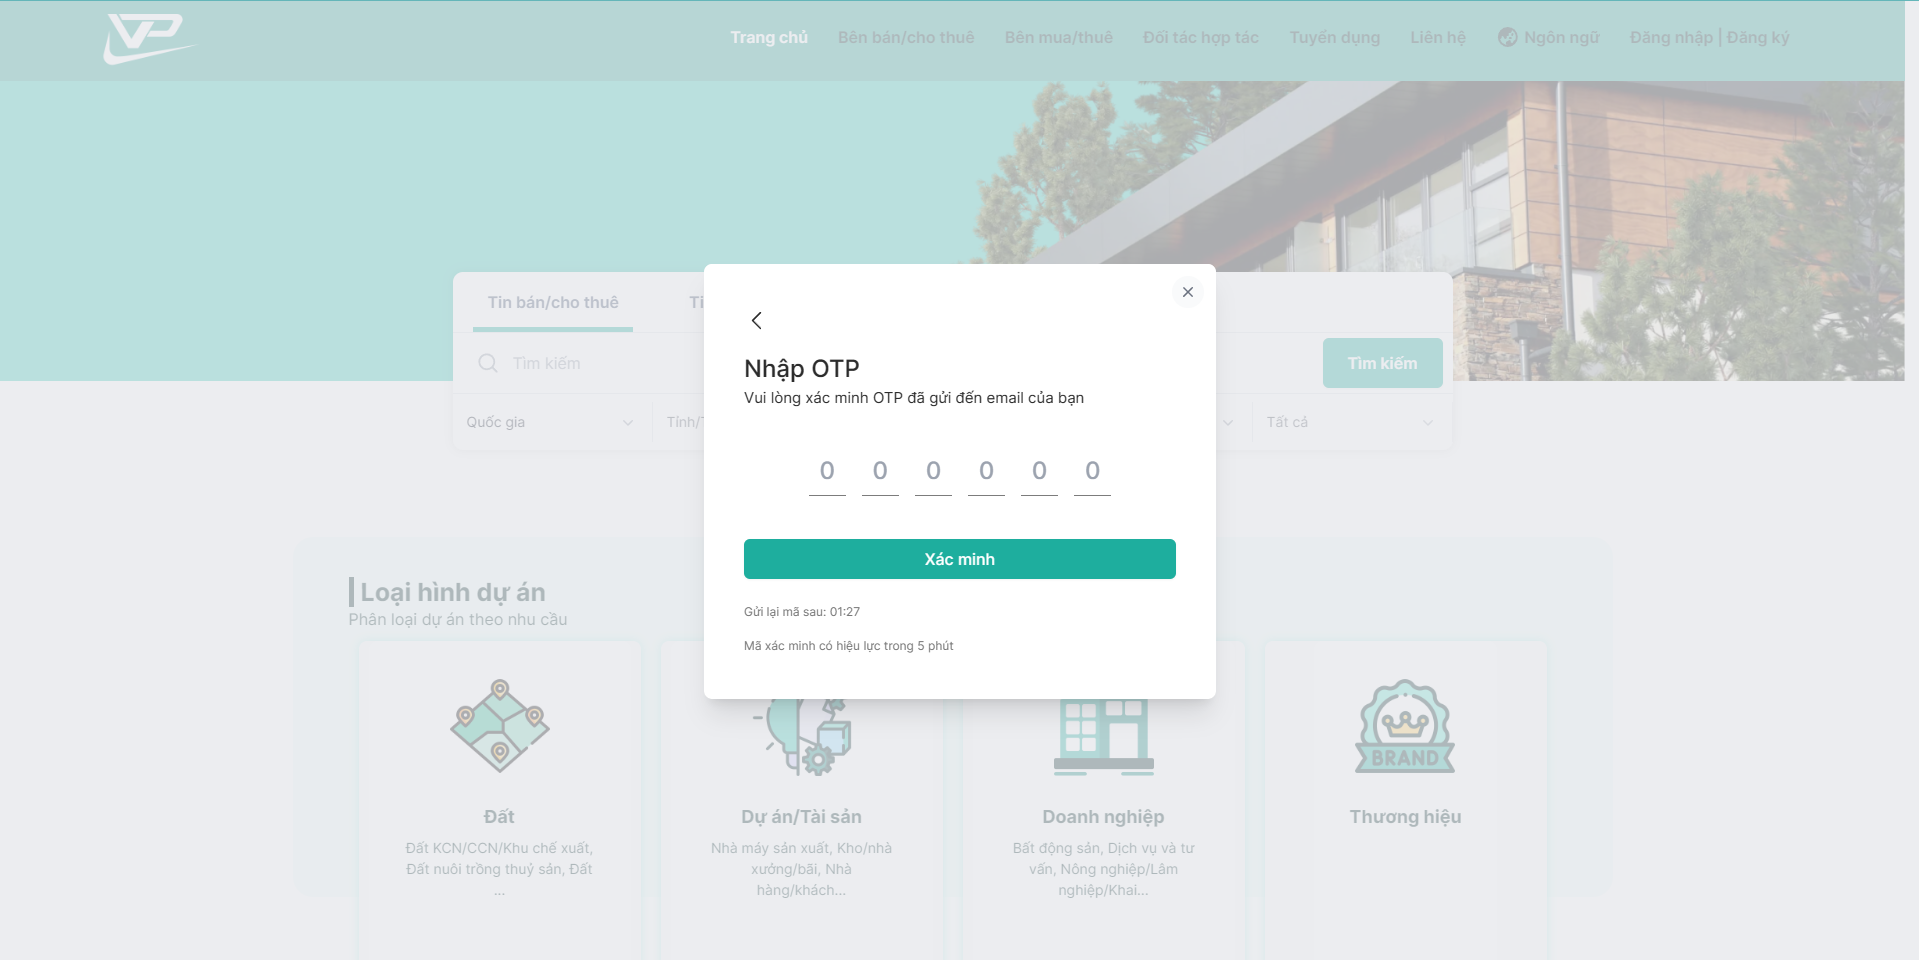 VP
Trang chủ
Bên bán/cho thuê
Bên mua/thuê
Đối tác hợp tác
Tuyển dụng
Liên hệ
Ngôn ngữ
Đăng nhập | Đăng ký
Tin bán/cho thuê
Ti
Tìm kiếm
Tìm kiếm
Quốc gia
Tỉnh/T
Tất cả
Nhập OTP
Vui lòng xác minh OTP đã gửi đến email của bạn
0 0 0 0 0 0
Xác minh
Gửi lại mã sau: 01:27
Mã xác minh có hiệu lực trong 5 phút
Loại hình dự án
Phân loại dự án theo nhu cầu
Đất
Đất KCN/CCN/Khu chế xuất,
Đất nuôi trồng thuỷ sản, Đất
...
Dự án/Tài sản
Nhà máy sản xuất, Kho/nhà
xưởng/bãi, Nhà
hàng/khách...
Doanh nghiệp
Bất động sản, Dịch vụ và tư
vấn, Nông nghiệp/Lâm
nghiệp/Khai...
BRAND
Thương hiệu